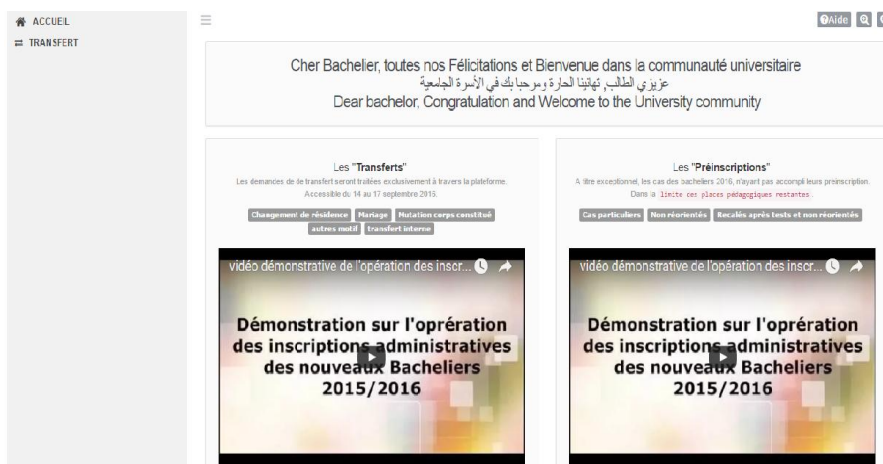 ACCUEIL
TRANSFERT
Aide
Cher Bachelier, toutes nos Félicitations et Bienvenue dans la communauté universitaire
عزيزي الطالب, تهانينا الحارة ومرحبا بك في الأسرة الجامعية
Dear bachelor, Congratulation and Welcome to the University community
Les "Transferts"
Les demandes de de transfert seront traitées exclusivement à travers la plateforme.
Accessible du 14 au 17 septembre 2016.
Changement de résidence Mariage Mutation corps constitué
autres motif transfert interne
vidéo démonstrative de l'opération des inscr...
Démonstration sur l'oprération
des inscriptions administratives
des nouveaux Bacheliers
2015/2016
Les "Préinscriptions"
A titre exceptionnel, les cas des bacheliers 2016, n'ayant pas accompli leurs preinscription.
Dans la limite des places pédagogiques restantes
Cas particuliers Non réorientés Recalés après tests et non réorientés
vidéo démonstrative de l'opération des inscr...
Démonstration sur l'oprération
des inscriptions administratives
des nouveaux Bacheliers
2015/2016